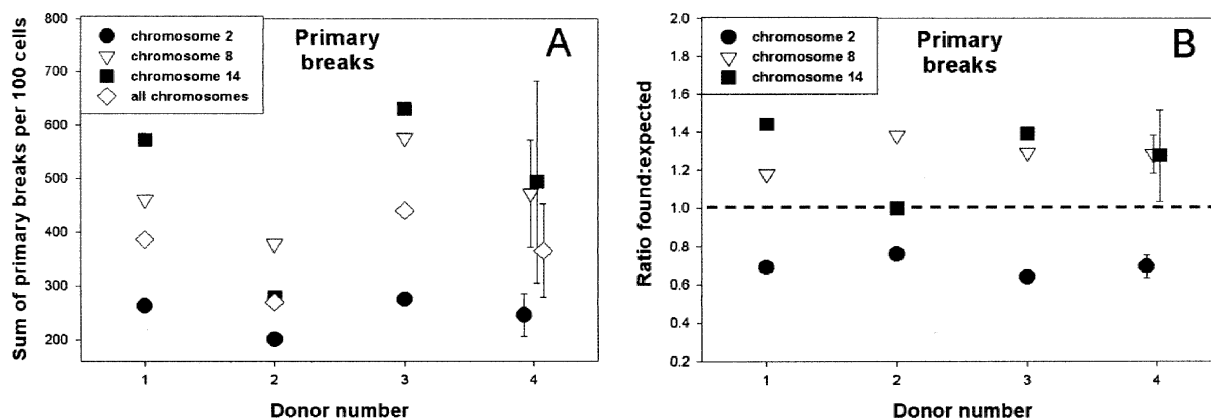 A
Primary
breaks
chromosome 2
chromosome 8
chromosome 14
all chromosomes
Sum of primary breaks per 100 cells
800
700
600
500
400
300
200
1
2
3
4
Donor number
B
Primary
breaks
chromosome 2
chromosome 8
chromosome 14
Ratio found:expected
2.0
1.8
1.6
1.4
1.2
1.0
0.8
0.6
0.4
0.2
1
2
3
4
Donor number